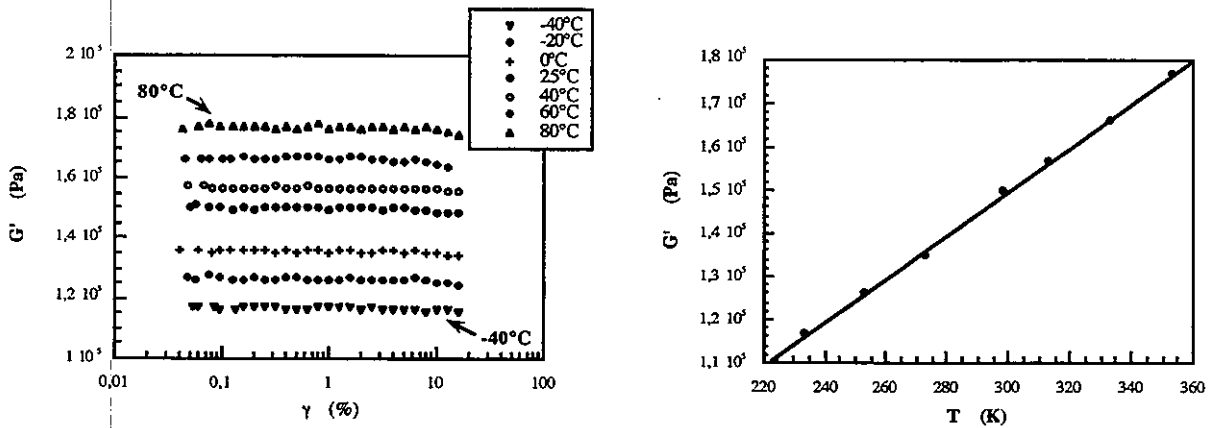 -40°C
-20°C
0°C
25°C
40°C
60°C
80°C
2 10⁵
1,8 10⁵
1,6 10⁵
1,4 10⁵
1,2 10⁵
1 10⁵
G' (Pa)
80°C
-40°C
0,01
0,1
1
10
100
γ (%)
1,8 10⁵
1,7 10⁵
1,6 10⁵
1,5 10⁵
1,4 10⁵
1,3 10⁵
1,2 10⁵
1,1 10⁵
G' (Pa)
220
240
260
280
300
320
340
360
T (K)